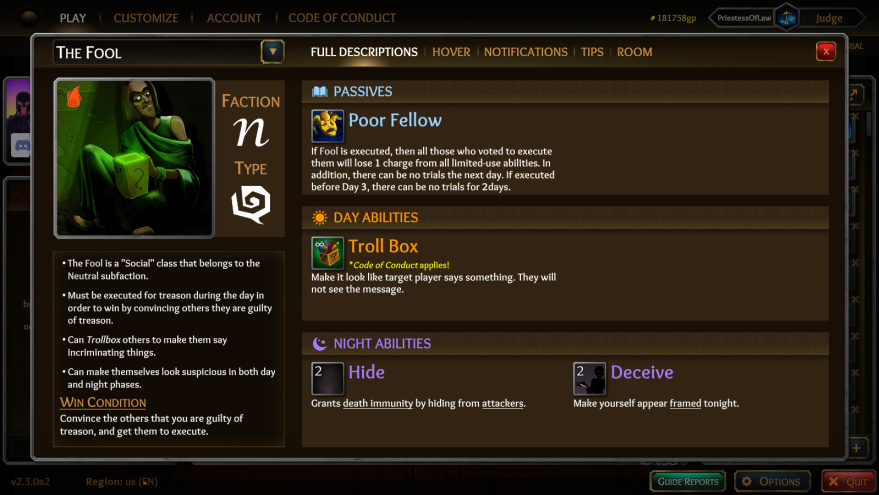 PLAY CUSTOMIZE ACCOUNT CODE OF CONDUCT
181758gp PriestessOfLaw Judge
THE FOOL
FULL DESCRIPTIONS HOVER NOTIFICATIONS TIPS ROOM
X
FACTION
n
TYPE
• The Fool is a "Social" class that belongs to the
Neutral subfaction.
• Must be executed for treason during the day in
order to win by convincing others they are guilty
of treason.
• Can Trollbox others to make them say
incriminating things.
• Can make themselves look suspicious in both day
and night phases.
WIN CONDITION
Convince the others that you are guilty of
treason, and get them to execute.
PASSIVES
Poor Fellow
If Fool is executed, then all those who voted to execute
them will lose 1 charge from all limited-use abilities. In
addition, there can be no trials the next day. If executed
before Day 3, there can be no trials for 2days.
DAY ABILITIES
∞
Troll Box
*Code of Conduct applies!
Make it look like target player says something. They will
not see the message.
NIGHT ABILITIES
2
Hide
Grants death immunity by hiding from attackers.
2
Deceive
Make yourself appear framed tonight.
v2.3.0a2 Region: us (EN) GUIDE REPORTS OPTIONS QUIT